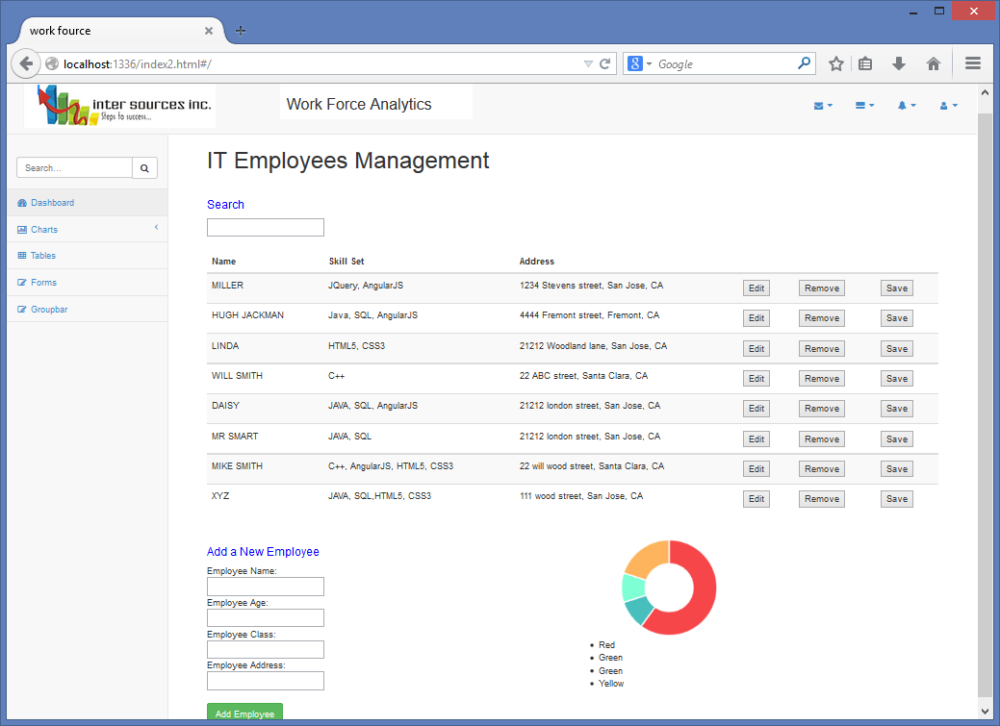 work fource
localhost:1336/index2.html#/
Google
inter sources inc.
Steps to success...
Work Force Analytics
Search...
Dashboard
Charts
Tables
Forms
Groupbar
IT Employees Management
Search
Name Skill Set Address
MILLER JQuery, AngularJS 1234 Stevens street, San Jose, CA Edit Remove Save
HUGH JACKMAN Java, SQL, AngularJS 4444 Fremont street, Fremont, CA Edit Remove Save
LINDA HTML5, CSS3 21212 Woodland lane, San Jose, CA Edit Remove Save
WILL SMITH C++ 22 ABC street, Santa Clara, CA Edit Remove Save
DAISY JAVA, SQL, AngularJS 21212 london street, San Jose, CA Edit Remove Save
MR SMART JAVA, SQL 21212 london street, San Jose, CA Edit Remove Save
MIKE SMITH C++, AngularJS, HTML5, CSS3 22 will wood street, Santa Clara, CA Edit Remove Save
XYZ JAVA, SQL,HTML5, CSS3 111 wood street, San Jose, CA Edit Remove Save
Add a New Employee
Employee Name:
Employee Age:
Employee Class:
Employee Address:
Add Employee
Red
Green
Green
Yellow